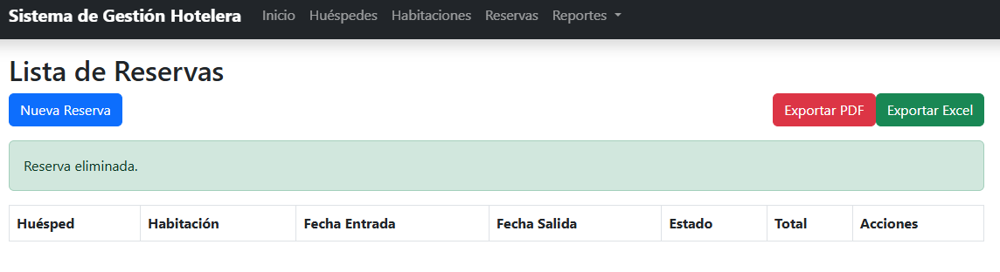 Sistema de Gestión Hotelera Inicio Huéspedes Habitaciones Reservas Reportes
Lista de Reservas
Nueva Reserva Exportar PDF Exportar Excel
Reserva eliminada.
Huésped Habitación Fecha Entrada Fecha Salida Estado Total Acciones